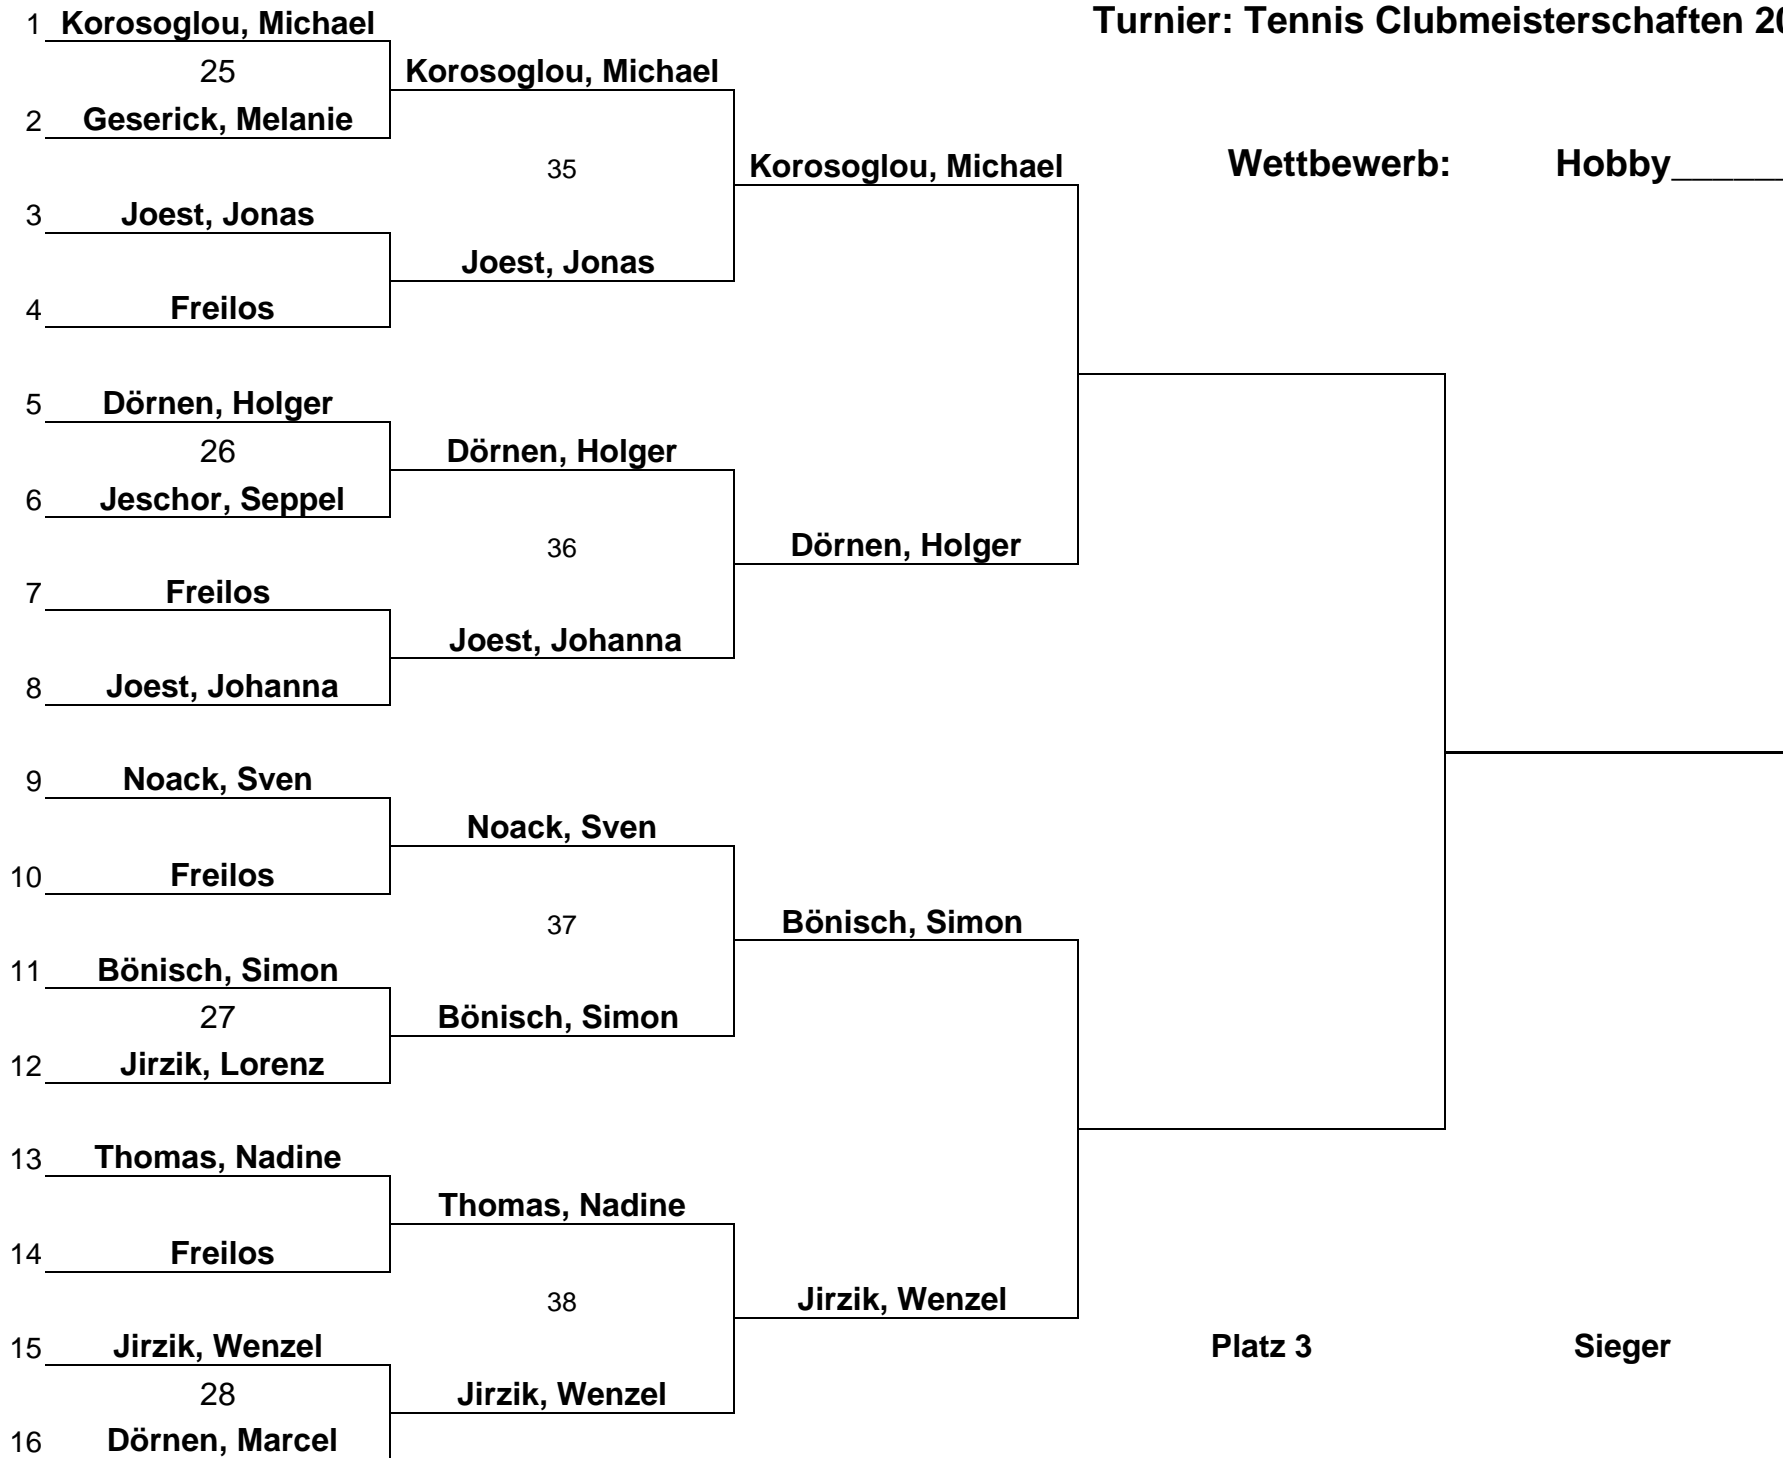 1 Korosoglou, Michael
Turnier: Tennis Clubmeisterschaften 20
25
Korosoglou, Michael
2 Geserick, Melanie
35
Korosoglou, Michael
Wettbewerb: Hobby______
3 Joest, Jonas
Joest, Jonas
4 Freilos
5 Dörnen, Holger
26
Dörnen, Holger
6 Jeschor, Seppel
36
Dörnen, Holger
7 Freilos
Joest, Johanna
8 Joest, Johanna
9 Noack, Sven
Noack, Sven
10 Freilos
37
Bönisch, Simon
11 Bönisch, Simon
27
Bönisch, Simon
12 Jirzik, Lorenz
13 Thomas, Nadine
Thomas, Nadine
14 Freilos
38
Jirzik, Wenzel
15 Jirzik, Wenzel
Platz 3
Sieger
28
Jirzik, Wenzel
16 Dörnen, Marcel